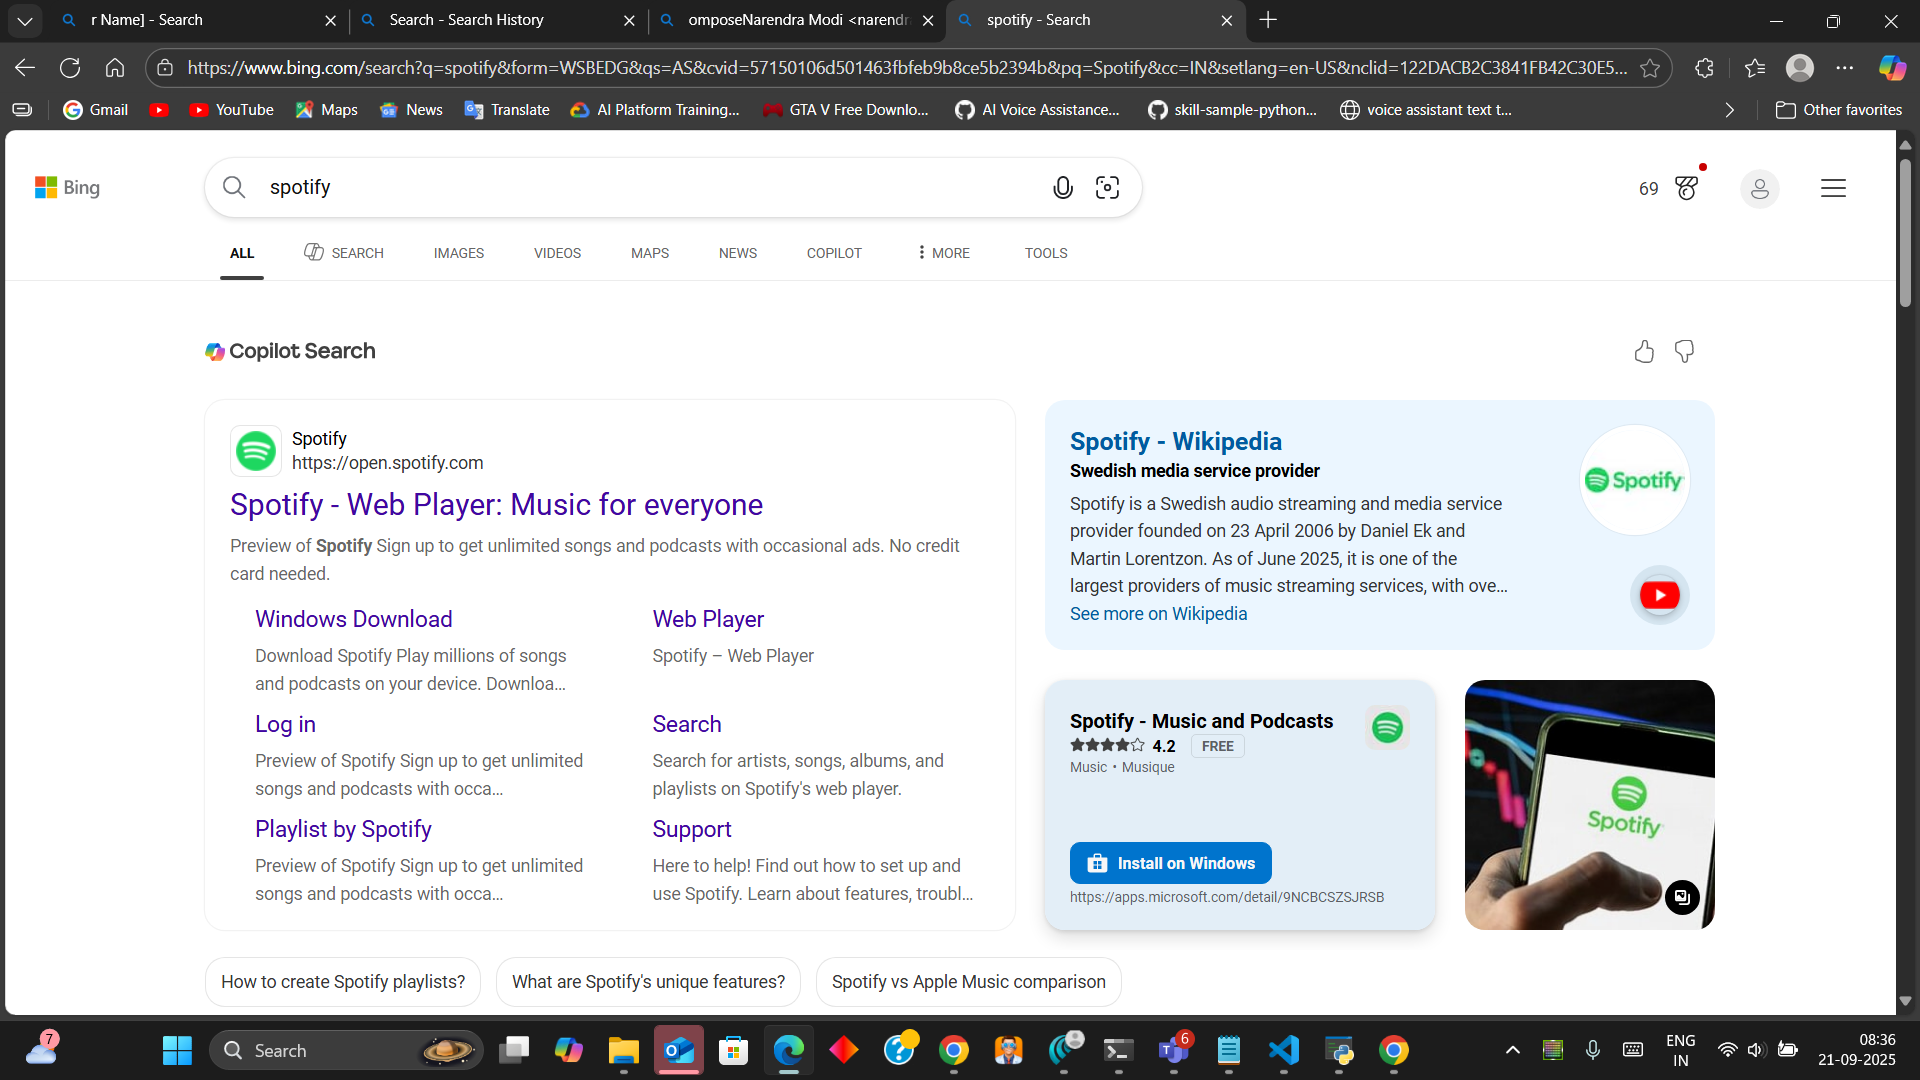 r Name] - Search
Search - Search History
omposeNarendra Modi <narendr
spotify - Search
https://www.bing.com/search?q=spotify&form=WSBEDG&qs=AS&cvid=57150106d501463fbfeb9b8ce5b2394b&pq=Spotify&cc=IN&setlang=en-US&nclid=122DACB2C3841FB42C30E5...
Gmail
YouTube
Maps
News
Translate
AI Platform Training...
GTA V Free Downlo...
AI Voice Assistance...
skill-sample-python...
voice assistant text t...
Other favorites
Bing
spotify
69
ALL
SEARCH
IMAGES
VIDEOS
MAPS
NEWS
COPILOT
MORE
TOOLS
Copilot Search
Spotify
https://open.spotify.com
Spotify - Web Player: Music for everyone
Preview of Spotify Sign up to get unlimited songs and podcasts with occasional ads. No credit
card needed.
Windows Download
Download Spotify Play millions of songs
and podcasts on your device. Downloa...
Web Player
Spotify – Web Player
Log in
Preview of Spotify Sign up to get unlimited
songs and podcasts with occa...
Search
Search for artists, songs, albums, and
playlists on Spotify's web player.
Playlist by Spotify
Preview of Spotify Sign up to get unlimited
songs and podcasts with occa...
Support
Here to help! Find out how to set up and
use Spotify. Learn about features, troubl...
Spotify - Wikipedia
Swedish media service provider
Spotify is a Swedish audio streaming and media service
provider founded on 23 April 2006 by Daniel Ek and
Martin Lorentzon. As of June 2025, it is one of the
largest providers of music streaming services, with ove...
See more on Wikipedia
Spotify
Spotify - Music and Podcasts
4.2 FREE
Music • Musique
Install on Windows
https://apps.microsoft.com/detail/9NCBCSZSJRSB
Spotify
How to create Spotify playlists?
What are Spotify's unique features?
Spotify vs Apple Music comparison
7
Search
6
ENG
IN
08:36
21-09-2025